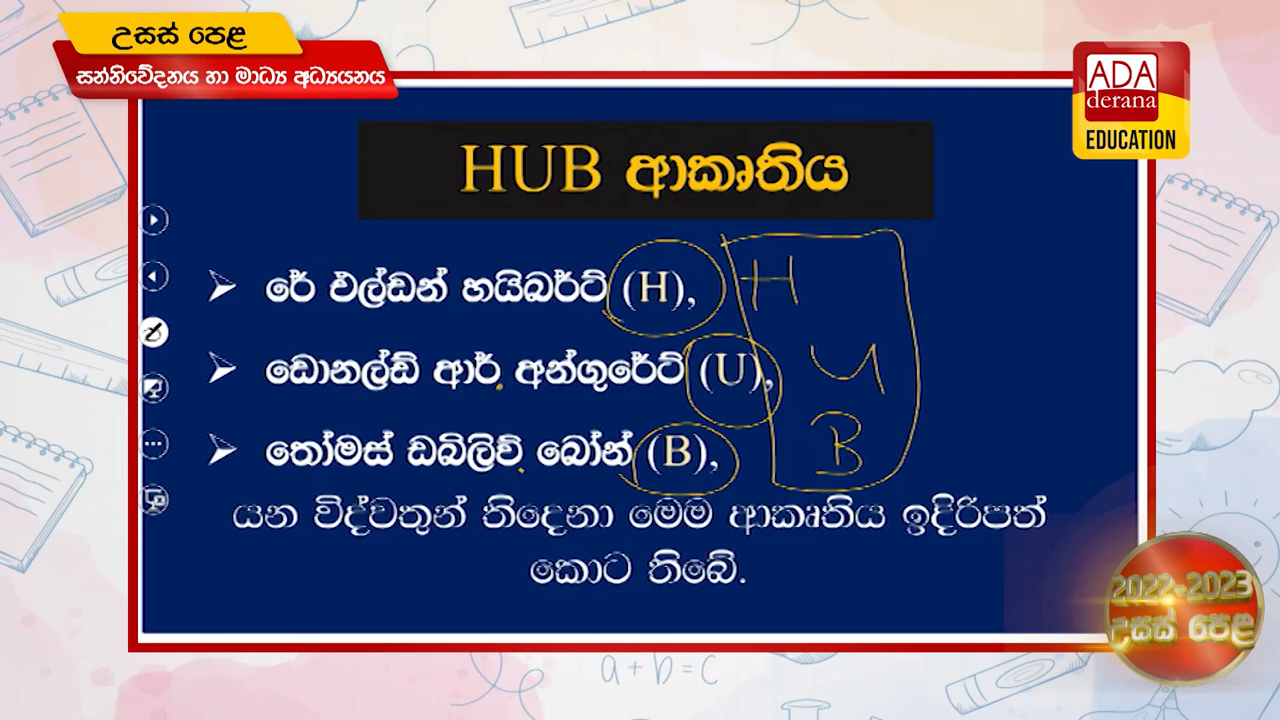 උසස් පෙළ
සන්නිවේදනය හා මාධ්‍ය අධ්‍යයනය
ADA
derana
EDUCATION
HUB ආකෘතිය
රේ එල්ඩන් හයිබර්ට් (H),
H
ඩොනල්ඩ් ආර් අන්ගුරේට් (U),
U
තෝමස් ඩබ්ලිව් බෝන් (B),
B
යන විද්වතුන් තිදෙනා මෙම ආකෘතිය ඉදිරිපත්
කොට තිබේ.
2022-2023
උසස් පෙළ
a+b=c